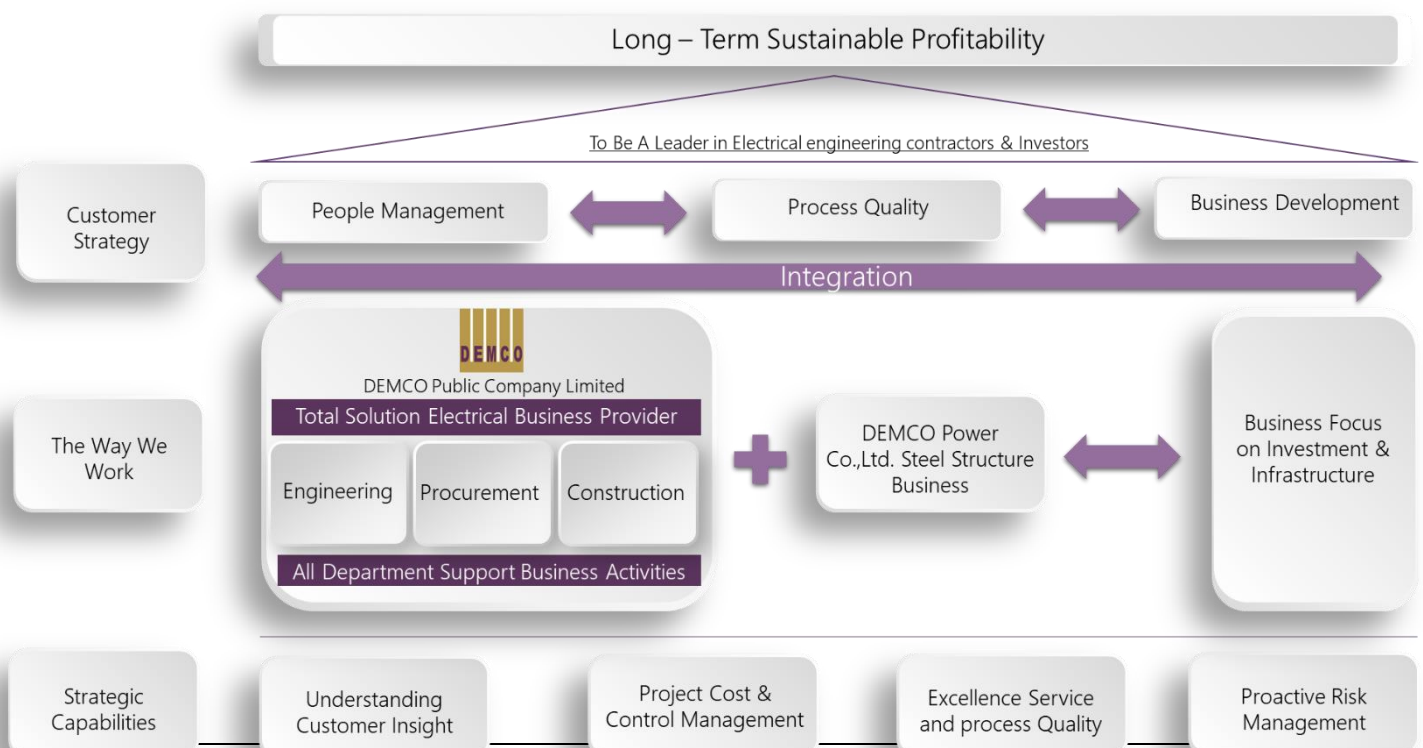 Long – Term Sustainable Profitability
To Be A Leader in Electrical engineering contractors & Investors
Customer
Strategy
People Management
Process Quality
Business Development
Integration
The Way We
Work
DEMCO
DEMCO Public Company Limited
Total Solution Electrical Business Provider
Engineering
Procurement
Construction
All Department Support Business Activities
DEMCO Power
Co.,Ltd. Steel Structure
Business
Business Focus
on Investment &
Infrastructure
Strategic
Capabilities
Understanding
Customer Insight
Project Cost &
Control Management
Excellence Service
and process Quality
Proactive Risk
Management